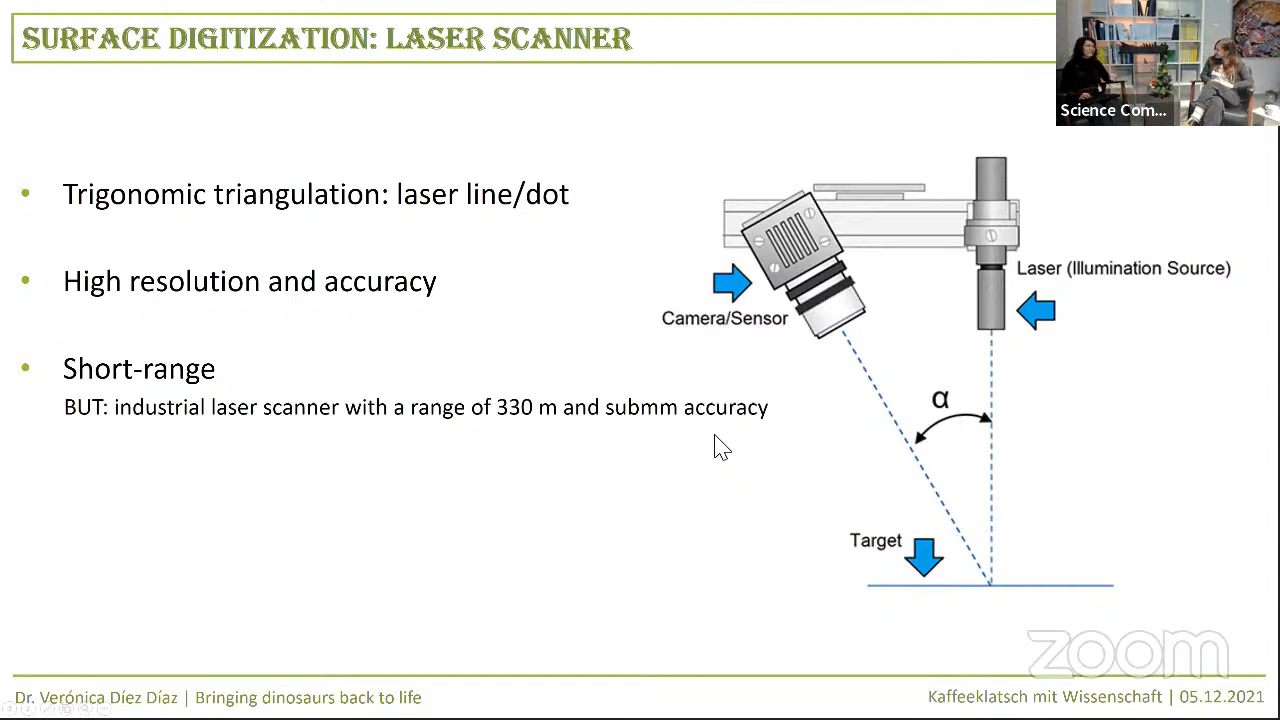 SURFACE DIGITIZATION: LASER SCANNER
Science Com...
• Trigonomic triangulation: laser line/dot
• High resolution and accuracy
• Short-range
BUT: industrial laser scanner with a range of 330 m and submm accuracy
Laser (Illumination Source)
Camera/Sensor
α
Target
zoom
Dr. Verónica Díez Díaz | Bringing dinosaurs back to life
Kaffeeklatsch mit Wissenschaft | 05.12.2021